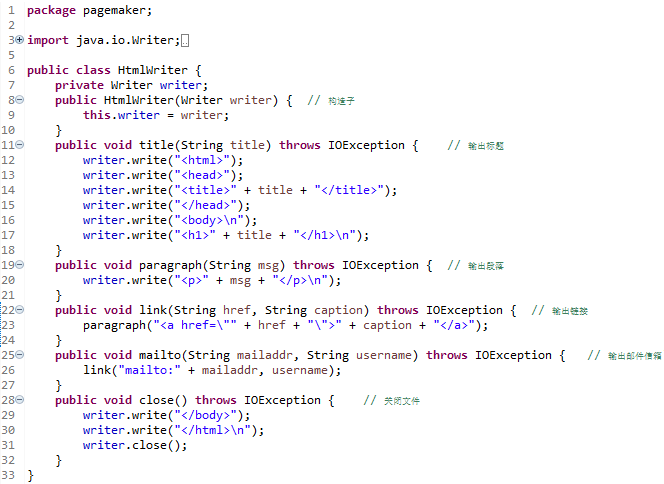 1 package pagemaker;
2
3 import java.io.Writer;
5
6 public class HtmlWriter {
7     private Writer writer;
8     public HtmlWriter(Writer writer) {  // 构造子
9         this.writer = writer;
10     }
11     public void title(String title) throws IOException {    // 输出标题
12         writer.write("<html>");
13         writer.write("<head>");
14         writer.write("<title>" + title + "</title>");
15         writer.write("</head>");
16         writer.write("<body>\n");
17         writer.write("<h1>" + title + "</h1>\n");
18     }
19     public void paragraph(String msg) throws IOException {  // 输出段落
20         writer.write("<p>" + msg + "</p>\n");
21     }
22     public void link(String href, String caption) throws IOException {  // 输出链接
23         paragraph("<a href=\"" + href + "\">" + caption + "</a>");
24     }
25     public void mailto(String mailaddr, String username) throws IOException {   // 输出邮件信箱
26         link("mailto:" + mailaddr, username);
27     }
28     public void close() throws IOException {    // 关闭文件
29         writer.write("</body>");
30         writer.write("</html>\n");
31         writer.close();
32     }
33 }